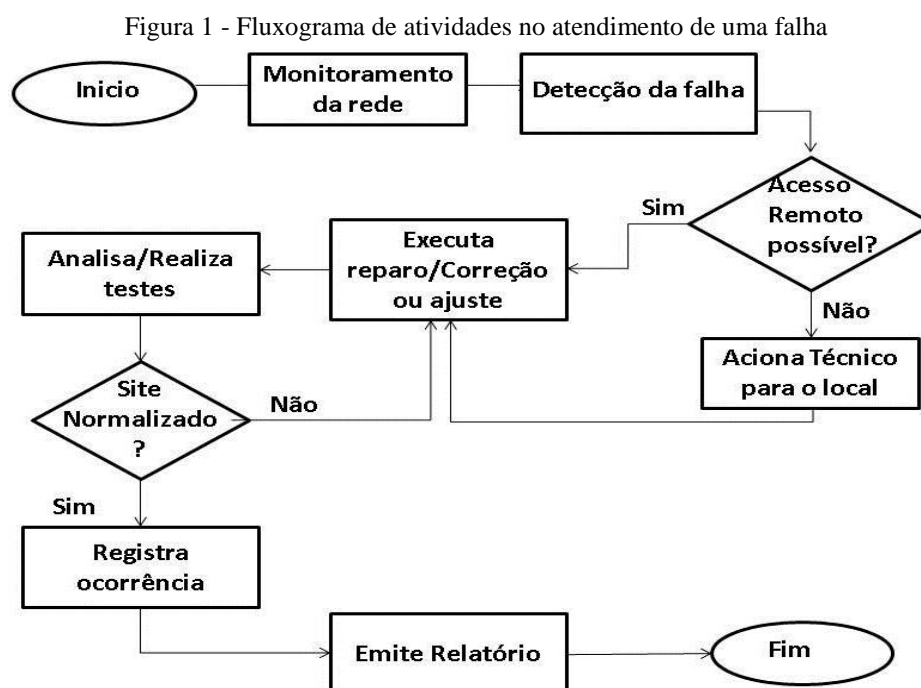 Figura 1 - Fluxograma de atividades no atendimento de uma falha
Inicio
Monitoramento
da rede
Detecção da falha
Acesso
Remoto
possível?
Sim
Não
Aciona Técnico
para o local
Executa
reparo/Correção
ou ajuste
Analisa/Realiza
testes
Site
Normalizado
?
Não
Sim
Registra
ocorrência
Emite Relatório
Fim